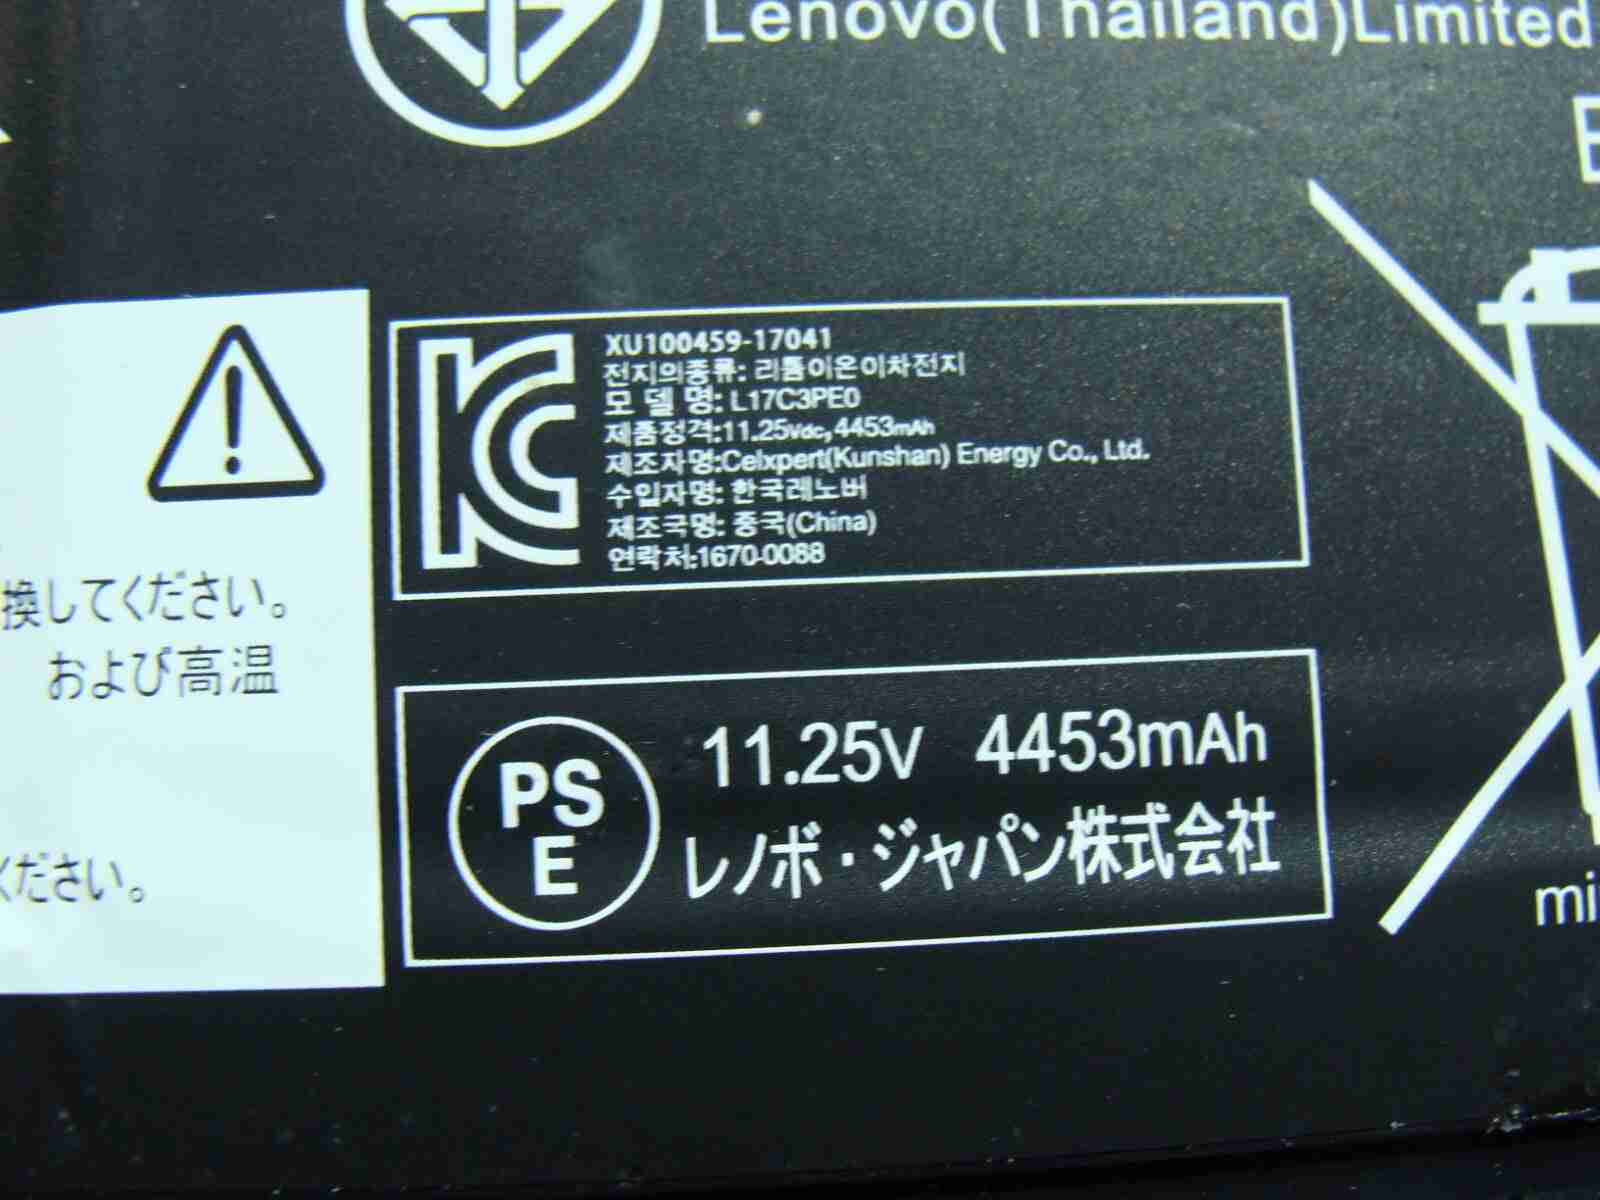 Lenovo(Thailand)Limited
XU100459-17041
전지의종류: 리튬이온이차전지
모 델 명: L17C3PE0
제품정격:11.25Vdc,4453mAh
제조자명:Celxpert(Kunshan) Energy Co., Ltd.
수입자명: 한국레노버
제조국명: 중국(China)
연락처:1670-0088
換してください。
および高温
ください。
PS
E
11.25V 4453mAh
レノボ・ジャパン株式会社
mi